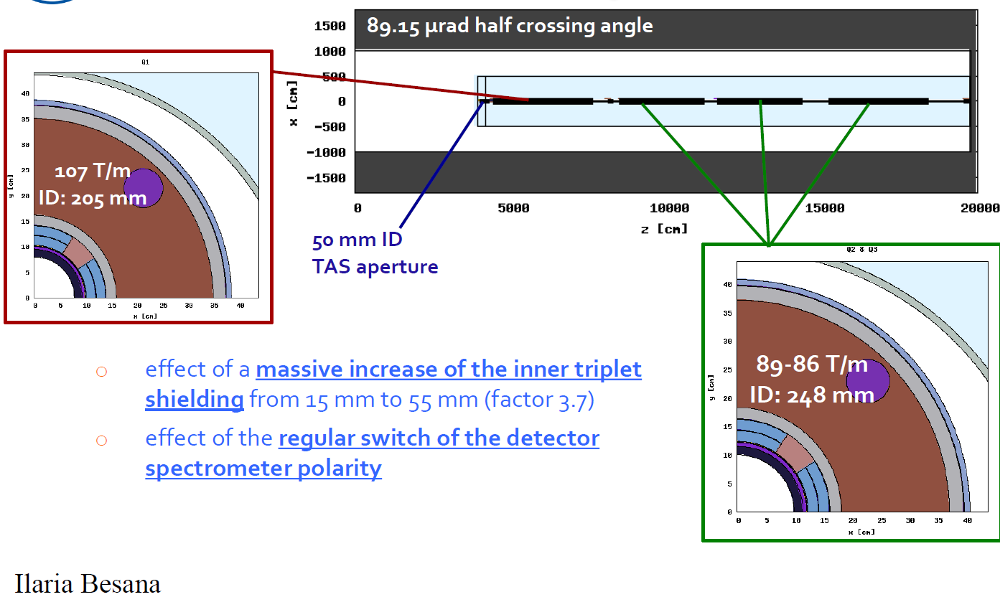 89.15 µrad half crossing angle
1500
1000
500
0
-500
-1000
-1500
x [cm]
0 5000 10000 15000 20000
z [cm]
50 mm ID
TAS aperture
Q1
40
35
30
25
20
15
10
5
0
y [cm]
107 T/m
ID: 205 mm
0 5 10 15 20 25 30 35 40
x [cm]
Q2 & Q3
40
35
30
25
20
15
10
5
0
y [cm]
89-86 T/m
ID: 248 mm
0 5 10 15 20 25 30 35 40
x [cm]
effect of a massive increase of the inner triplet
shielding from 15 mm to 55 mm (factor 3.7)
effect of the regular switch of the detector
spectrometer polarity
Ilaria Besana